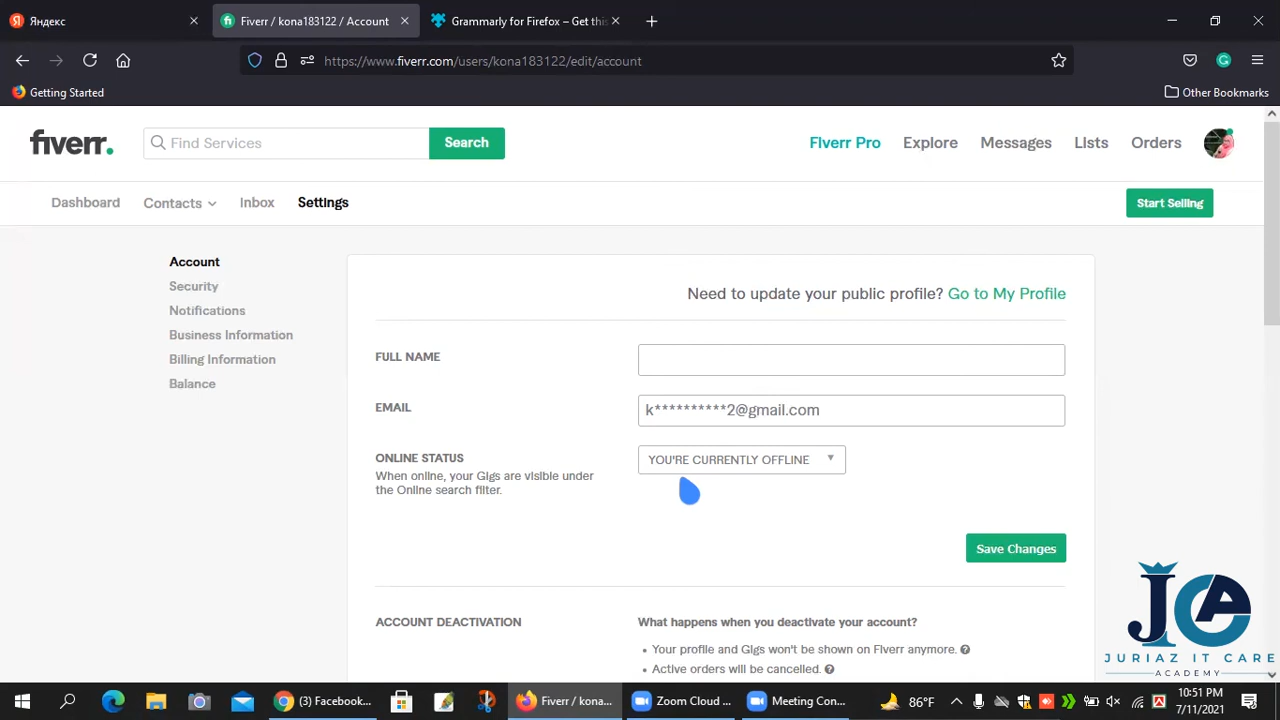 Яндекс
Fiverr / kona183122 / Account
Grammarly for Firefox – Get this
https://www.fiverr.com/users/kona183122/edit/account
Getting Started
Other Bookmarks
fiverr.
Find Services
Search
Fiverr Pro
Explore
Messages
Lists
Orders
Dashboard
Contacts
Inbox
Settings
Start Selling
Account
Security
Notifications
Business Information
Billing Information
Balance
Need to update your public profile? Go to My Profile
FULL NAME
EMAIL
k**********2@gmail.com
ONLINE STATUS
When online, your Gigs are visible under
the Online search filter.
YOU'RE CURRENTLY OFFLINE
Save Changes
ACCOUNT DEACTIVATION
What happens when you deactivate your account?
• Your profile and Gigs won't be shown on Fiverr anymore.
• Active orders will be cancelled.
JCA
JURIAZ IT CARE
ACADEMY
(3) Facebook...
Fiverr / kona...
Zoom Cloud ...
Meeting Con...
86°F
10:51 PM
7/11/2021